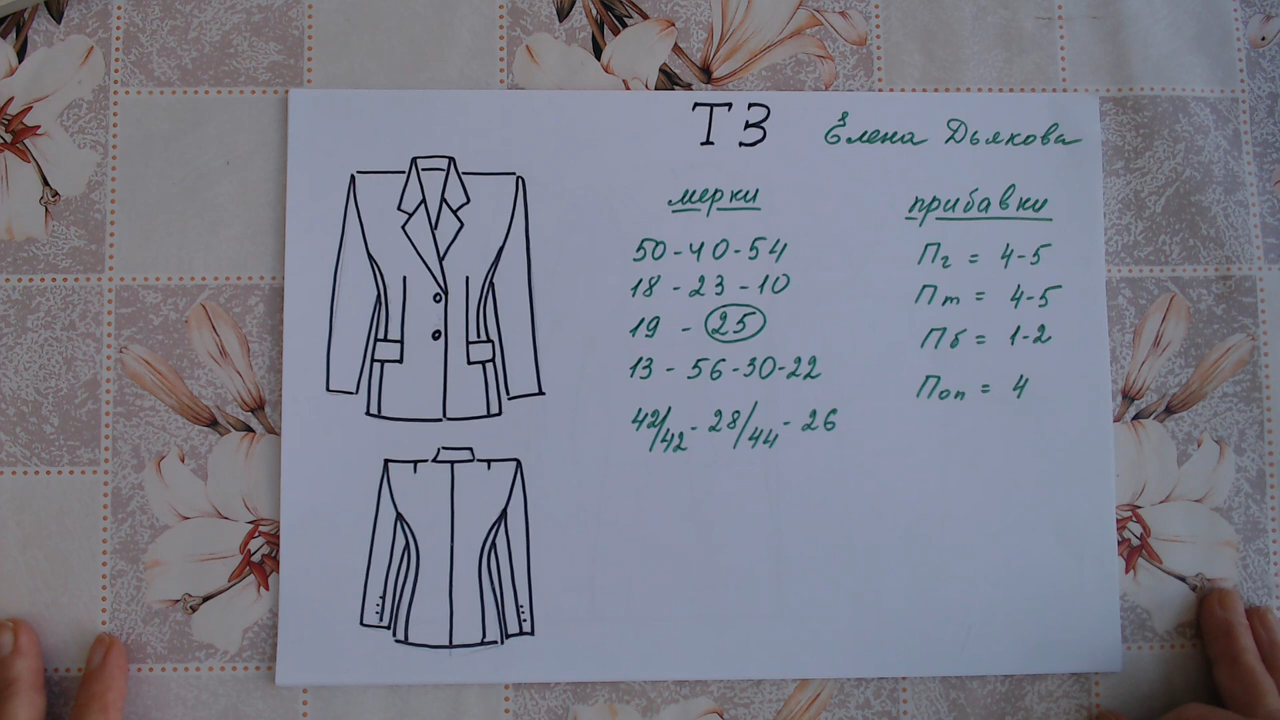 ТЗ
Елена Дьякова
мерки
50-40-54
18-23-10
19-25
13-56-30-22
42/42-28/44-26
прибавки
Пг = 4-5
Пт = 4-5
Пб = 1-2
Поп = 4